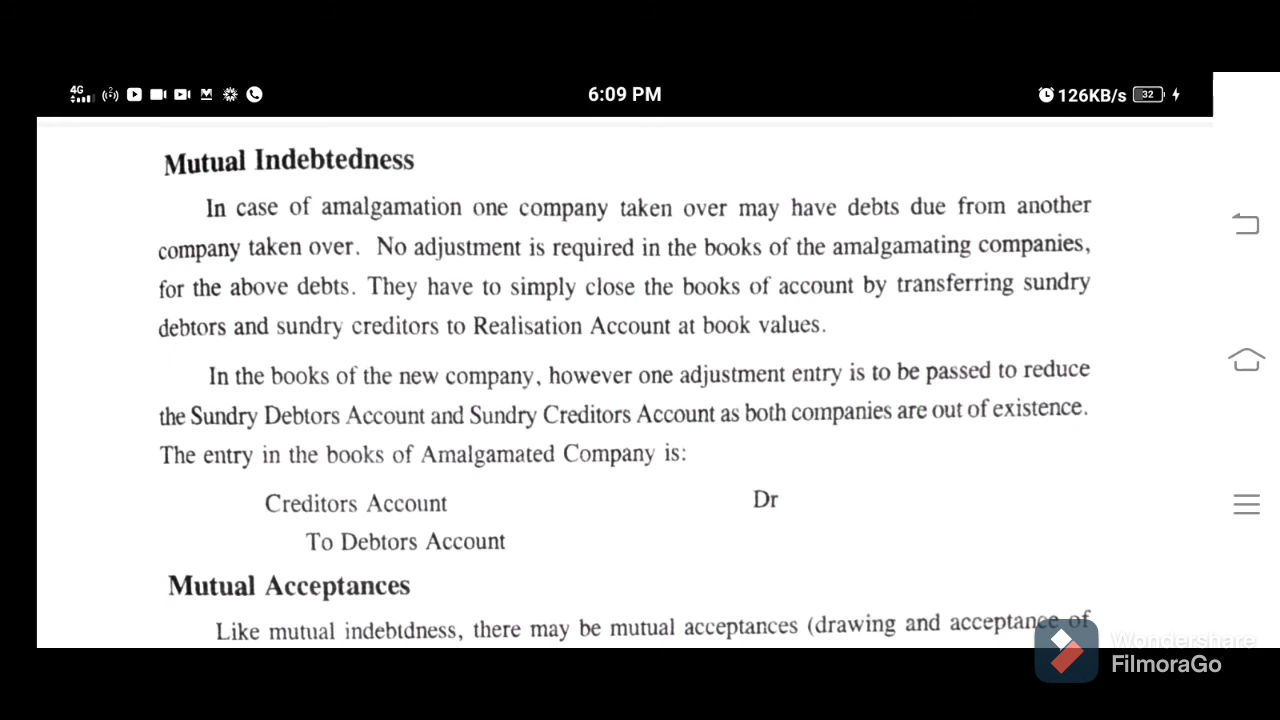 4G 6:09 PM 126KB/s 32
Mutual Indebtedness
In case of amalgamation one company taken over may have debts due from another
company taken over. No adjustment is required in the books of the amalgamating companies,
for the above debts. They have to simply close the books of account by transferring sundry
debtors and sundry creditors to Realisation Account at book values.
In the books of the new company, however one adjustment entry is to be passed to reduce
the Sundry Debtors Account and Sundry Creditors Account as both companies are out of existence.
The entry in the books of Amalgamated Company is:
Creditors Account Dr
To Debtors Account
Mutual Acceptances
Like mutual indebtdness, there may be mutual acceptances (drawing and acceptance of
Wondershare
FilmoraGo